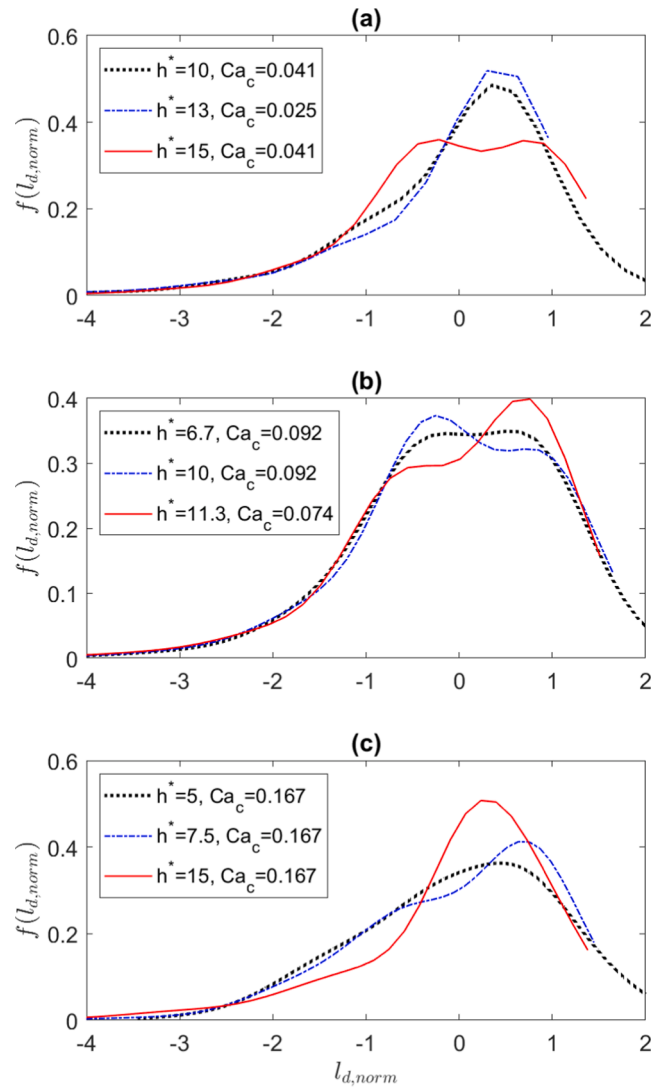 (a)
f(l_{d,norm})
0.6
0.4
0.2
0
h*=10, Ca_c=0.041
h*=13, Ca_c=0.025
h*=15, Ca_c=0.041
-4 -3 -2 -1 0 1 2
(b)
f(l_{d,norm})
0.4
0.3
0.2
0.1
0
h*=6.7, Ca_c=0.092
h*=10, Ca_c=0.092
h*=11.3, Ca_c=0.074
-4 -3 -2 -1 0 1 2
(c)
f(l_{d,norm})
0.6
0.4
0.2
0
h*=5, Ca_c=0.167
h*=7.5, Ca_c=0.167
h*=15, Ca_c=0.167
-4 -3 -2 -1 0 1 2
l_{d,norm}